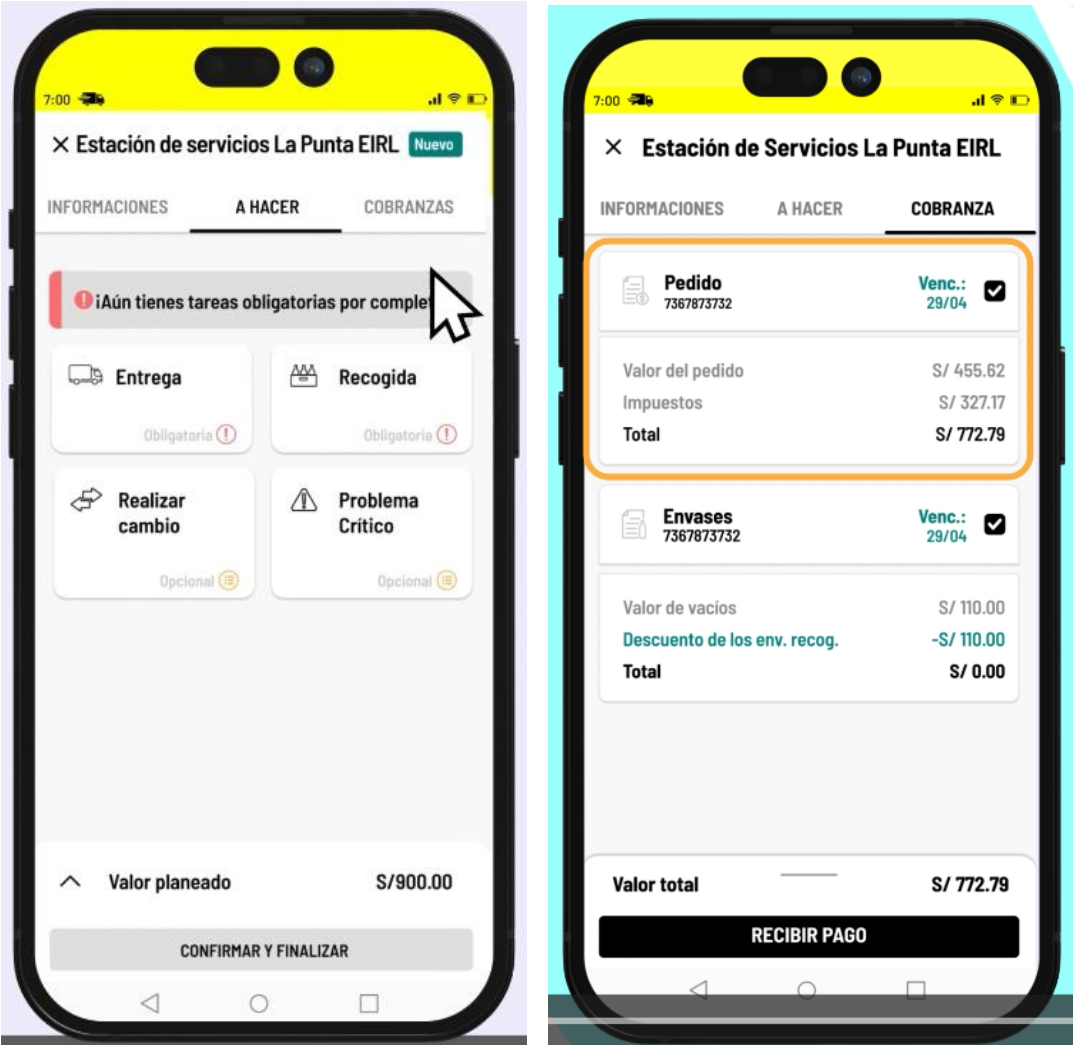 7:00
Estación de servicios La Punta EIRL Nuevo
INFORMACIONES A HACER COBRANZAS
¡Aún tienes tareas obligatorias por
Entrega
Obligatoria
Recogida
Obligatoria
Realizar
cambio
Opcional
Problema
Crítico
Opcional
Valor planeado S/900.00
CONFIRMAR Y FINALIZAR
7:00
Estación de Servicios La Punta EIRL
INFORMACIONES A HACER COBRANZA
Pedido Venc.:
7367873732 29/04
Valor del pedido S/ 455.62
Impuestos S/ 327.17
Total S/ 772.79
Envases Venc.:
7367873732 29/04
Valor de vacíos S/ 110.00
Descuento de los env. recog. -S/ 110.00
Total S/ 0.00
Valor total S/ 772.79
RECIBIR PAGO